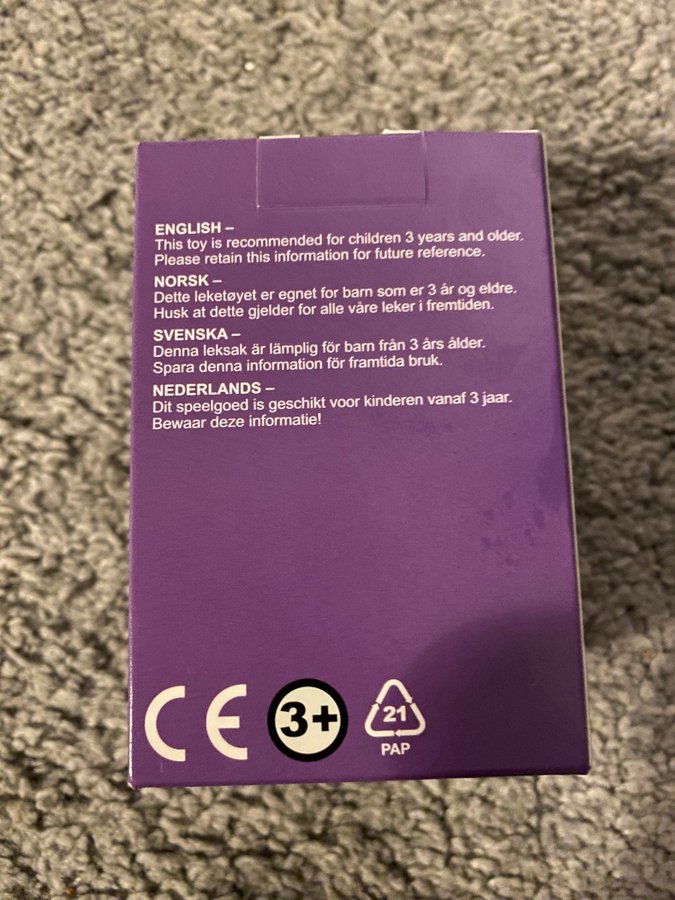 ENGLISH –
This toy is recommended for children 3 years and older.
Please retain this information for future reference.
NORSK –
Dette leketøyet er egnet for barn som er 3 år og eldre.
Husk at dette gjelder for alle våre leker i fremtiden.
SVENSKA –
Denna leksak är lämplig för barn från 3 års ålder.
Spara denna information för framtida bruk.
NEDERLANDS –
Dit speelgoed is geschikt voor kinderen vanaf 3 jaar.
Bewaar deze informatie!
CE 3+ 21
PAP